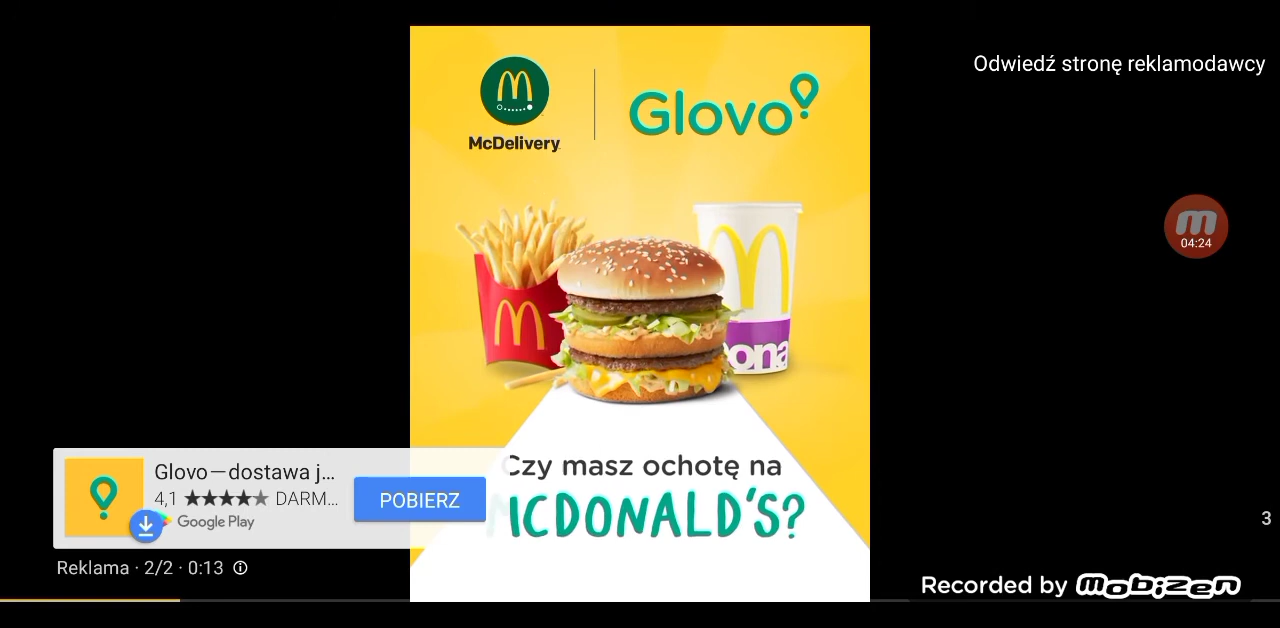 McDelivery
Glovo
Odwiedź stronę reklamodawcy
04:24
Czy masz ochotę na
MCDONALD'S?
Glovo—dostawa j...
4,1 ★★★★★ DARM...
Google Play
POBIERZ
Reklama · 2/2 · 0:13
3
Recorded by mobizen